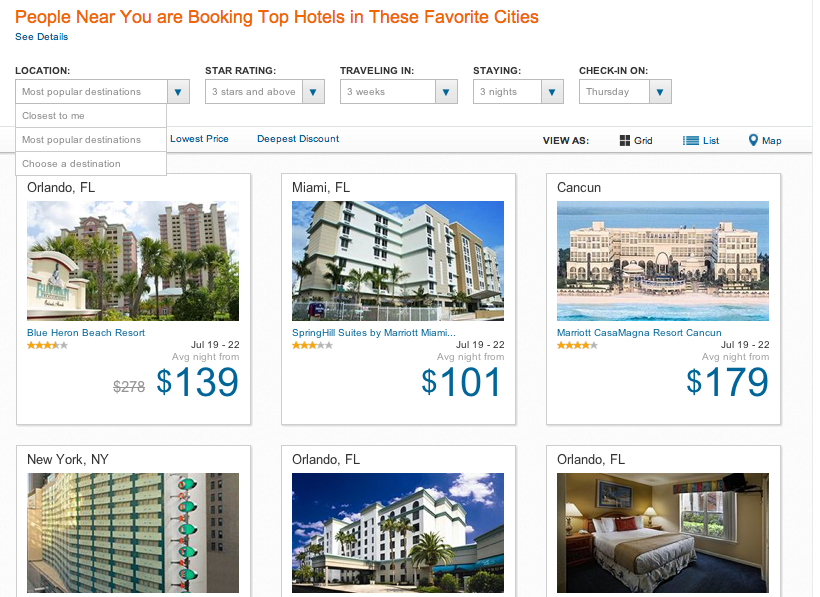 People Near You are Booking Top Hotels in These Favorite Cities
See Details
LOCATION: STAR RATING: TRAVELING IN: STAYING: CHECK-IN ON:
Most popular destinations 3 stars and above 3 weeks 3 nights Thursday
Closest to me
Most popular destinations
Choose a destination
Lowest Price Deepest Discount VIEW AS: Grid List Map
Orlando, FL
Blue Heron Beach Resort
Jul 19 - 22
Avg night from
$278 $139
Miami, FL
SpringHill Suites by Marriott Miami...
Jul 19 - 22
Avg night from
$101
Cancun
Marriott CasaMagna Resort Cancun
Jul 19 - 22
Avg night from
$179
New York, NY
Orlando, FL
Orlando, FL